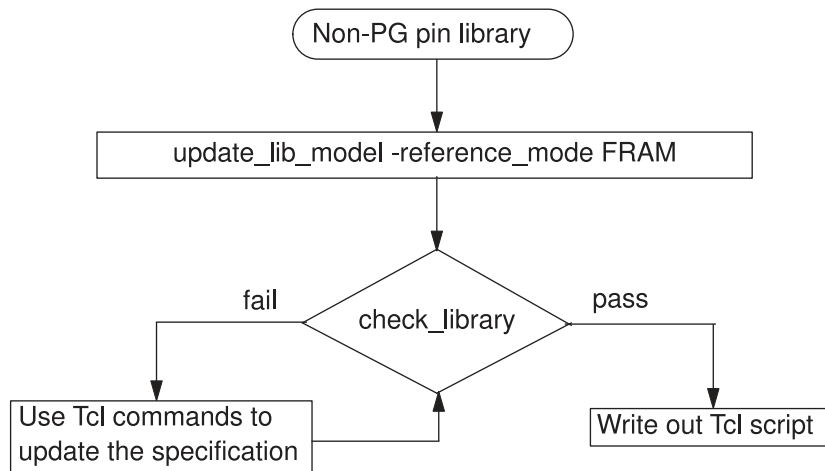 Non-PG pin library
update_lib_model -reference_mode FRAM
fail
pass
check_library
Use Tcl commands to
update the specification
Write out Tcl script